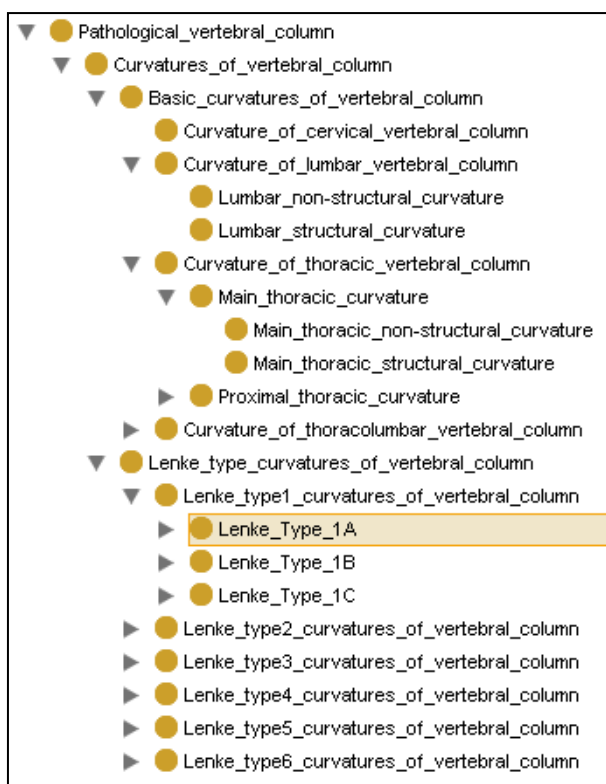 Pathological_vertebral_column
Curvatures_of_vertebral_column
Basic_curvatures_of_vertebral_column
Curvature_of_cervical_vertebral_column
Curvature_of_lumbar_vertebral_column
Lumbar_non-structural_curvature
Lumbar_structural_curvature
Curvature_of_thoracic_vertebral_column
Main_thoracic_curvature
Main_thoracic_non-structural_curvature
Main_thoracic_structural_curvature
Proximal_thoracic_curvature
Curvature_of_thoracolumbar_vertebral_column
Lenke_type_curvatures_of_vertebral_column
Lenke_type1_curvatures_of_vertebral_column
Lenke_Type_1A
Lenke_Type_1B
Lenke_Type_1C
Lenke_type2_curvatures_of_vertebral_column
Lenke_type3_curvatures_of_vertebral_column
Lenke_type4_curvatures_of_vertebral_column
Lenke_type5_curvatures_of_vertebral_column
Lenke_type6_curvatures_of_vertebral_column